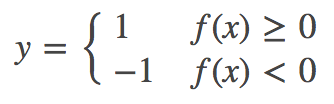 y = { 1 f(x) ≥ 0
−1 f(x) < 0